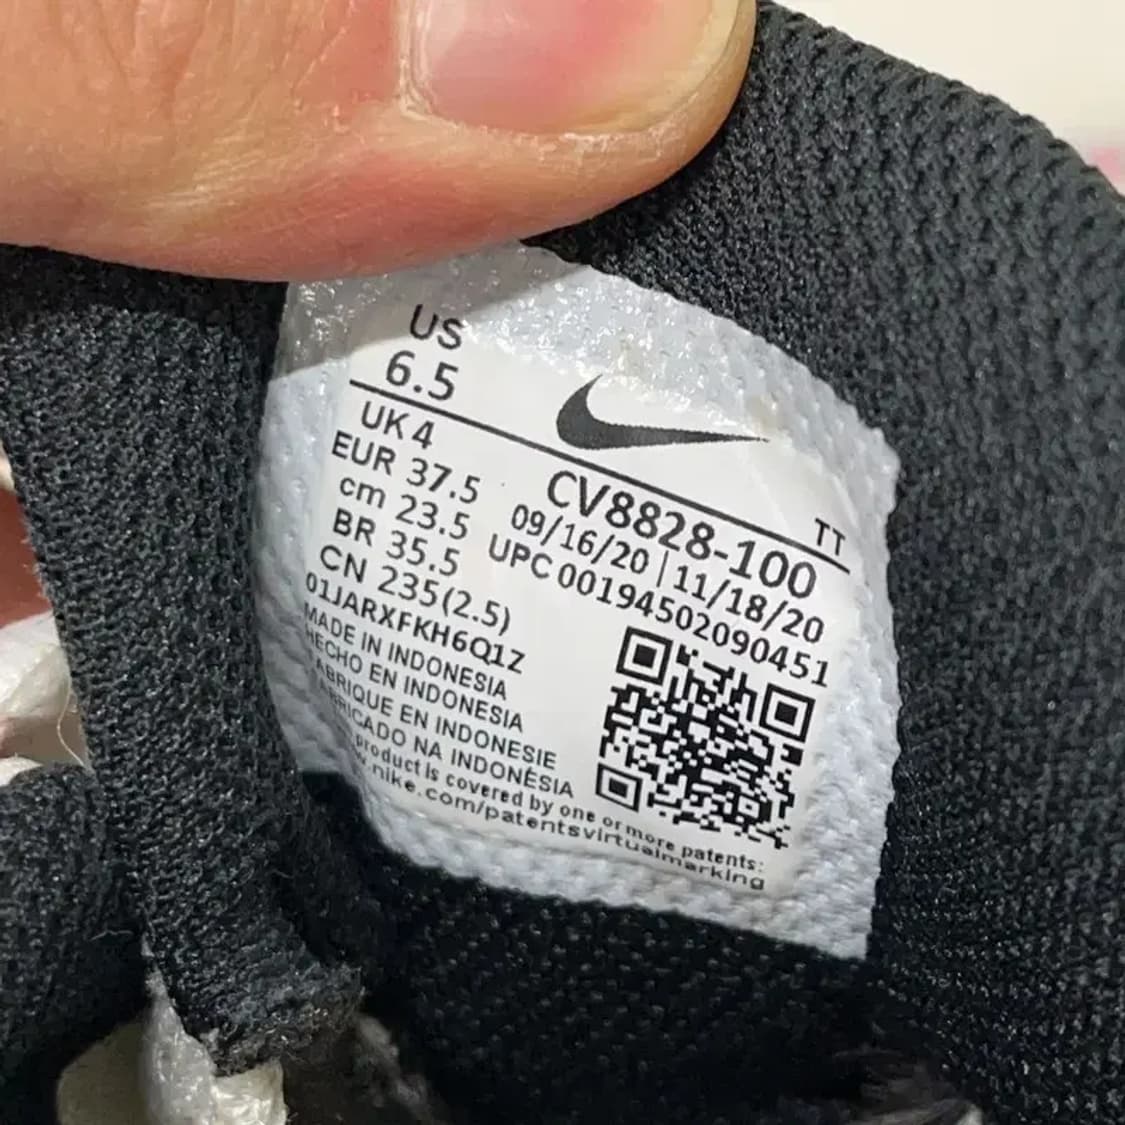 US
6.5
UK 4
EUR 37.5
cm 23.5
BR 35.5
CN 235(2.5)
TT
CV8828-100
09/16/20 | 11/18/20
UPC 00194502090451
01JARXFKH6Q1Z
MADE IN INDONESIA
HECHO EN INDONESIA
FABRIQUE EN INDONESIE
FABRICADO NA INDONÉSIA
product is covered by one or more patents:
.nike.com/patentsvirtualmarking